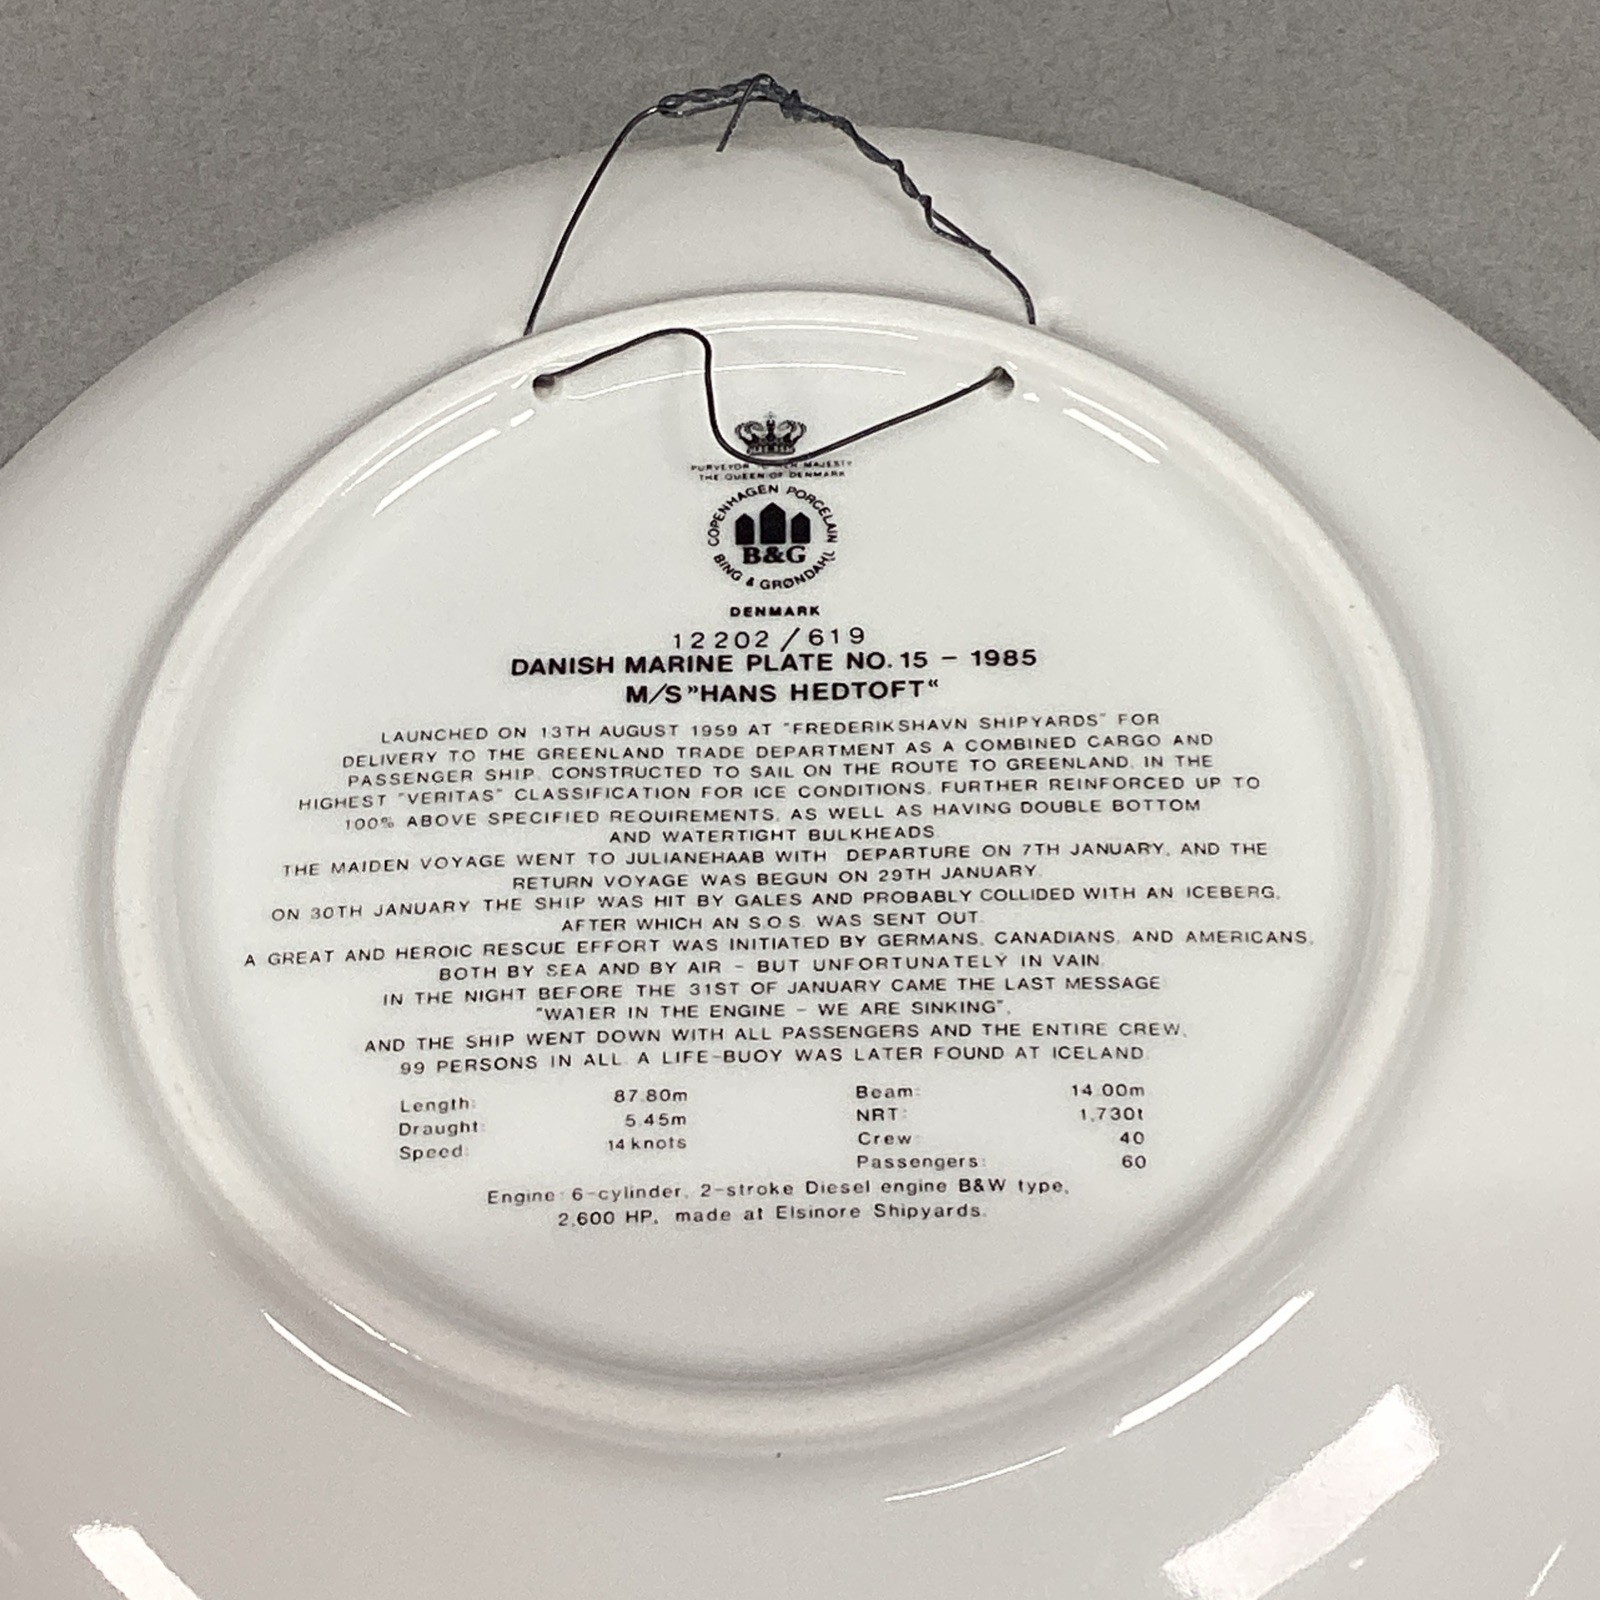 PURVEYOR TO HER MAJESTY
THE QUEEN OF DENMARK
COPENHAGEN PORCELAIN
B&G
BING & GRØNDAHL
DENMARK
12202/619
DANISH MARINE PLATE NO. 15 – 1985
M/S »HANS HEDTOFT«
LAUNCHED ON 13TH AUGUST 1959 AT "FREDERIKSHAVN SHIPYARDS" FOR
DELIVERY TO THE GREENLAND TRADE DEPARTMENT AS A COMBINED CARGO AND
PASSENGER SHIP. CONSTRUCTED TO SAIL ON THE ROUTE TO GREENLAND, IN THE
HIGHEST "VERITAS" CLASSIFICATION FOR ICE CONDITIONS, FURTHER REINFORCED UP TO
100% ABOVE SPECIFIED REQUIREMENTS, AS WELL AS HAVING DOUBLE BOTTOM
AND WATERTIGHT BULKHEADS.
THE MAIDEN VOYAGE WENT TO JULIANEHAAB WITH DEPARTURE ON 7TH JANUARY, AND THE
RETURN VOYAGE WAS BEGUN ON 29TH JANUARY.
ON 30TH JANUARY THE SHIP WAS HIT BY GALES AND PROBABLY COLLIDED WITH AN ICEBERG,
AFTER WHICH AN S.O.S. WAS SENT OUT.
A GREAT AND HEROIC RESCUE EFFORT WAS INITIATED BY GERMANS, CANADIANS, AND AMERICANS,
BOTH BY SEA AND BY AIR – BUT UNFORTUNATELY IN VAIN.
IN THE NIGHT BEFORE THE 31ST OF JANUARY CAME THE LAST MESSAGE
"WATER IN THE ENGINE – WE ARE SINKING",
AND THE SHIP WENT DOWN WITH ALL PASSENGERS AND THE ENTIRE CREW,
99 PERSONS IN ALL. A LIFE-BUOY WAS LATER FOUND AT ICELAND.
Length: 87.80m Beam: 14.00m
Draught: 5.45m NRT: 1,730t
Speed: 14 knots Crew: 40
Passengers: 60
Engine: 6-cylinder, 2-stroke Diesel engine B&W type,
2,600 HP, made at Elsinore Shipyards.